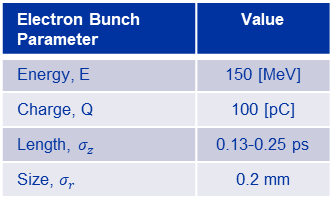 Electron Bunch Parameter Value
Energy, E 150 [MeV]
Charge, Q 100 [pC]
Length, σz 0.13-0.25 ps
Size, σr 0.2 mm